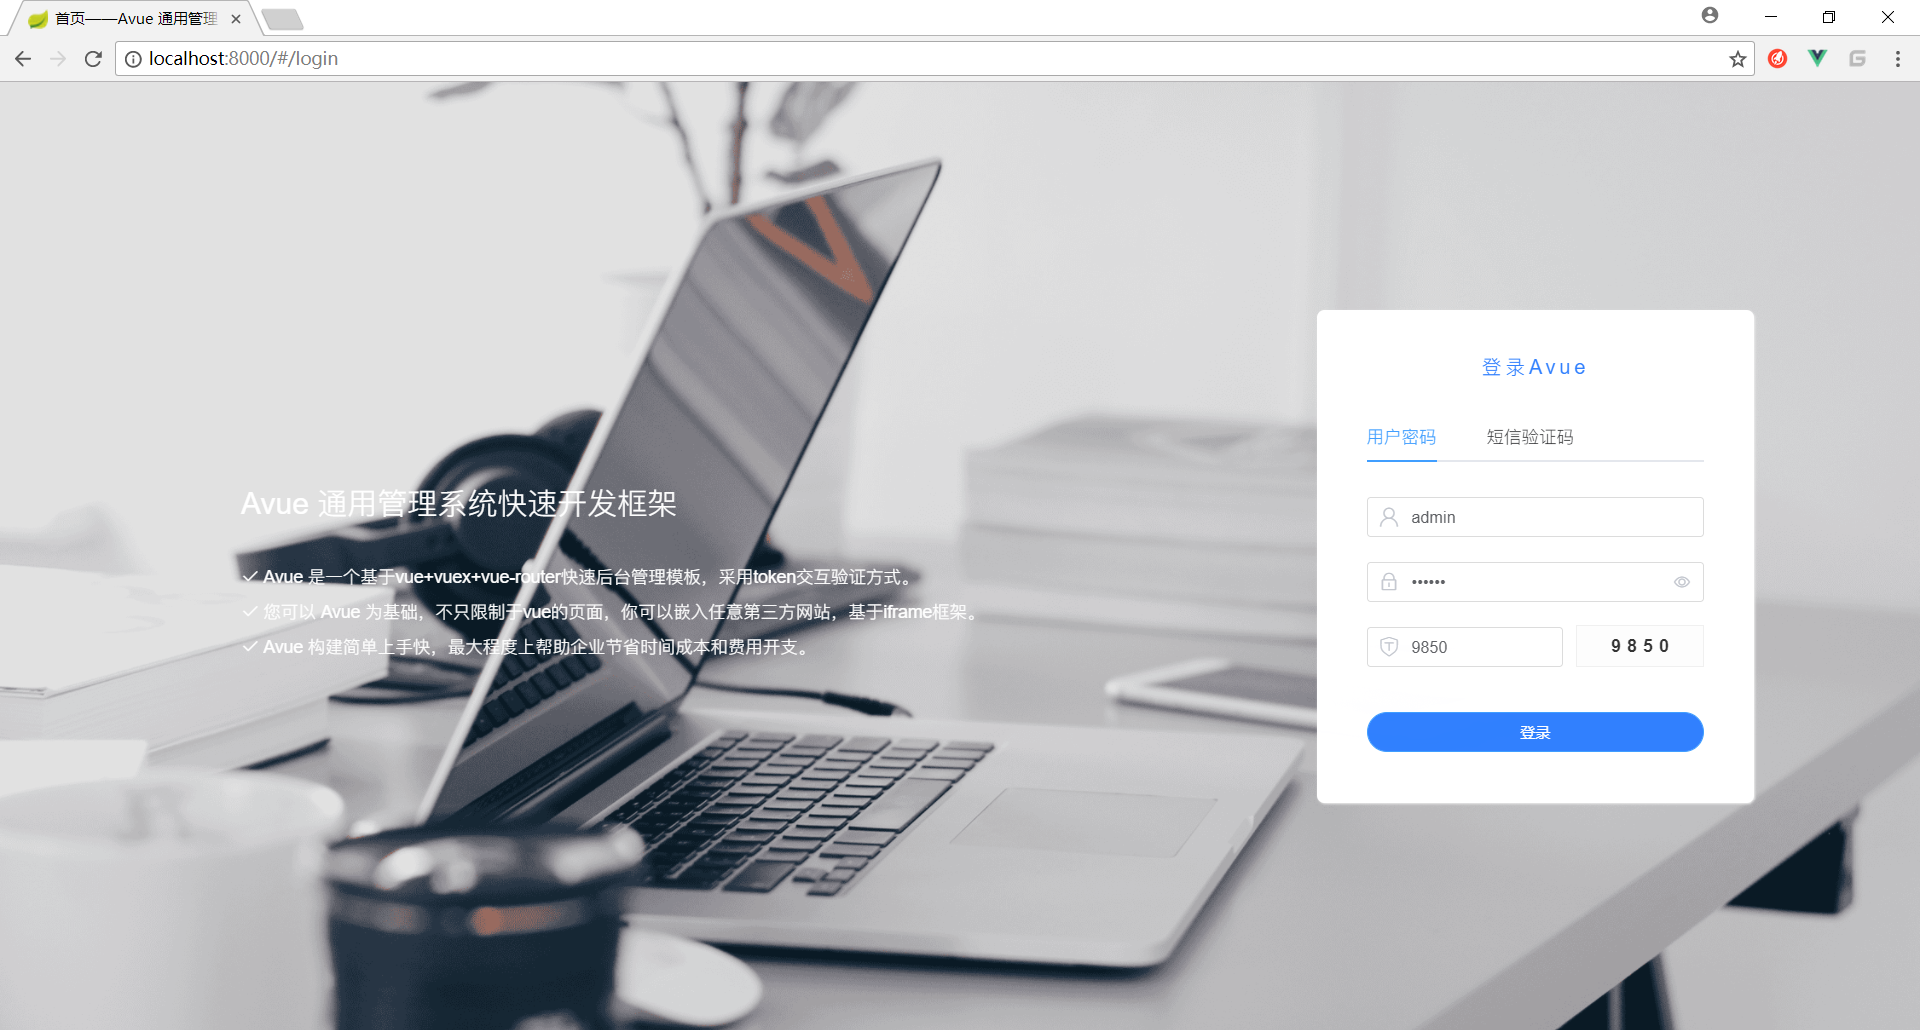 首页——Avue 通用管理
localhost:8000/#/login
登录Avue
用户密码 短信验证码
admin
••••••
9850 9850
登录
Avue 通用管理系统快速开发框架
Avue 是一个基于vue+vuex+vue-router快速后台管理模板，采用token交互验证方式。
您可以 Avue 为基础，不只限制于vue的页面，你可以嵌入任意第三方网站，基于iframe框架。
Avue 构建简单上手快，最大程度上帮助企业节省时间成本和费用开支。